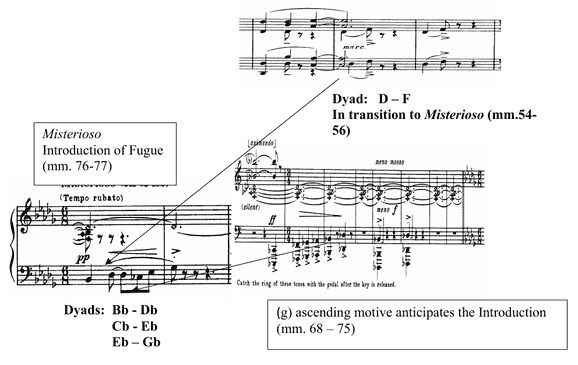 marc.
Dyad: D – F
In transition to Misterioso (mm.54-
56)
Misterioso
Introduction of Fugue
(mm. 76-77)
(Tempo rubato)
pp
meno mosso
(silent)
ff
meno f
Catch the ring of these tones with the pedal after the key is released.
Dyads: Bb - Db
Cb - Eb
Eb – Gb
(g) ascending motive anticipates the Introduction
(mm. 68 – 75)